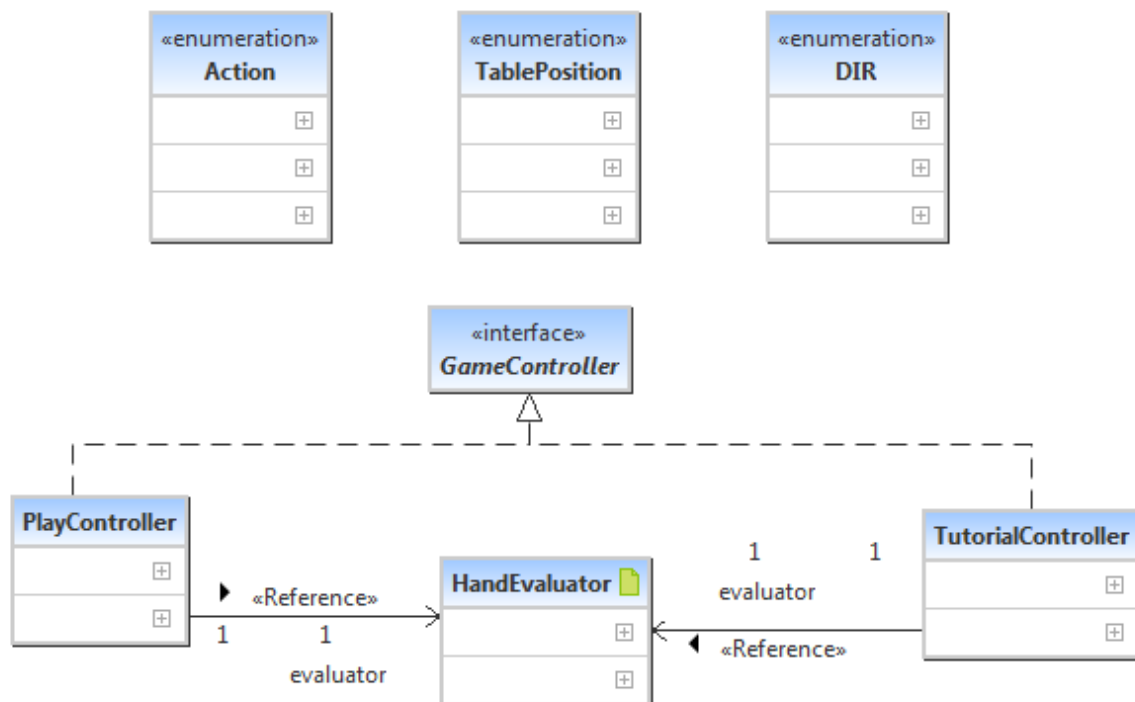 «enumeration»
Action
«enumeration»
TablePosition
«enumeration»
DIR
«interface»
GameController
PlayController
«Reference»
1
1
evaluator
HandEvaluator
1
1
evaluator
«Reference»
TutorialController